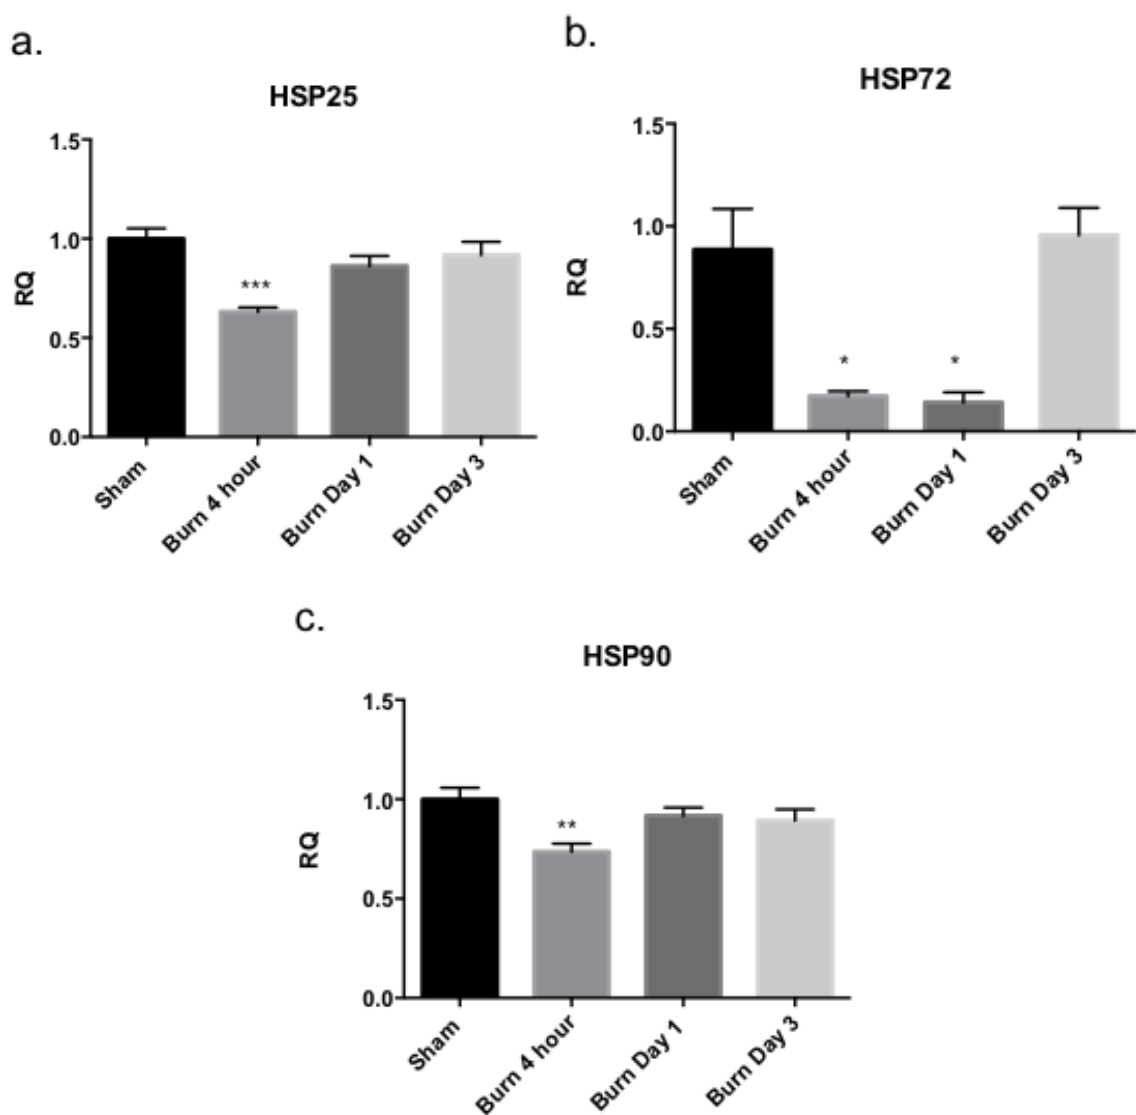 a.
HSP25
1.5
1.0
0.5
0.0
RQ
***
Sham
Burn 4 hour
Burn Day 1
Burn Day 3
b.
HSP72
1.5
1.0
0.5
0.0
RQ
*
*
Sham
Burn 4 hour
Burn Day 1
Burn Day 3
c.
HSP90
1.5
1.0
0.5
0.0
RQ
**
Sham
Burn 4 hour
Burn Day 1
Burn Day 3